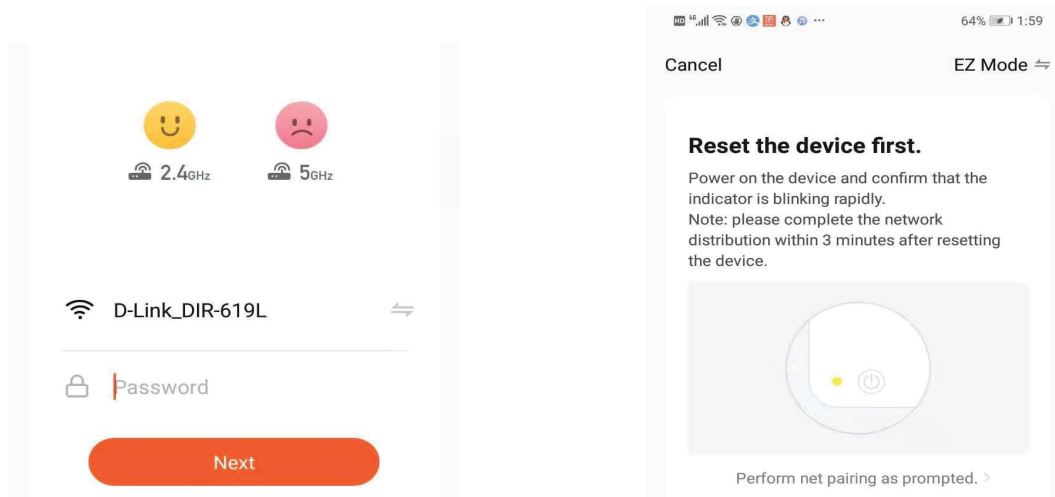 2.4GHz
5GHz
D-Link_DIR-619L
Password
Next
HD 4G 64% 1:59
Cancel
EZ Mode
Reset the device first.
Power on the device and confirm that the
indicator is blinking rapidly.
Note: please complete the network
distribution within 3 minutes after resetting
the device.
Perform net pairing as prompted.